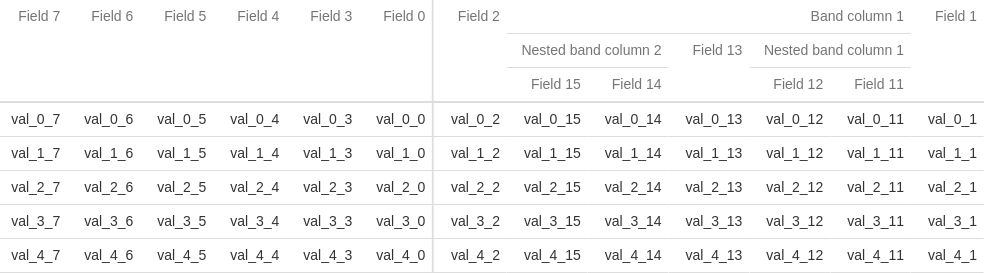 Field 7 Field 6 Field 5 Field 4 Field 3 Field 0 Field 2 Band column 1 Field 1
Nested band column 2 Field 13 Nested band column 1
Field 15 Field 14 Field 12 Field 11
val_0_7 val_0_6 val_0_5 val_0_4 val_0_3 val_0_0 val_0_2 val_0_15 val_0_14 val_0_13 val_0_12 val_0_11 val_0_1
val_1_7 val_1_6 val_1_5 val_1_4 val_1_3 val_1_0 val_1_2 val_1_15 val_1_14 val_1_13 val_1_12 val_1_11 val_1_1
val_2_7 val_2_6 val_2_5 val_2_4 val_2_3 val_2_0 val_2_2 val_2_15 val_2_14 val_2_13 val_2_12 val_2_11 val_2_1
val_3_7 val_3_6 val_3_5 val_3_4 val_3_3 val_3_0 val_3_2 val_3_15 val_3_14 val_3_13 val_3_12 val_3_11 val_3_1
val_4_7 val_4_6 val_4_5 val_4_4 val_4_3 val_4_0 val_4_2 val_4_15 val_4_14 val_4_13 val_4_12 val_4_11 val_4_1